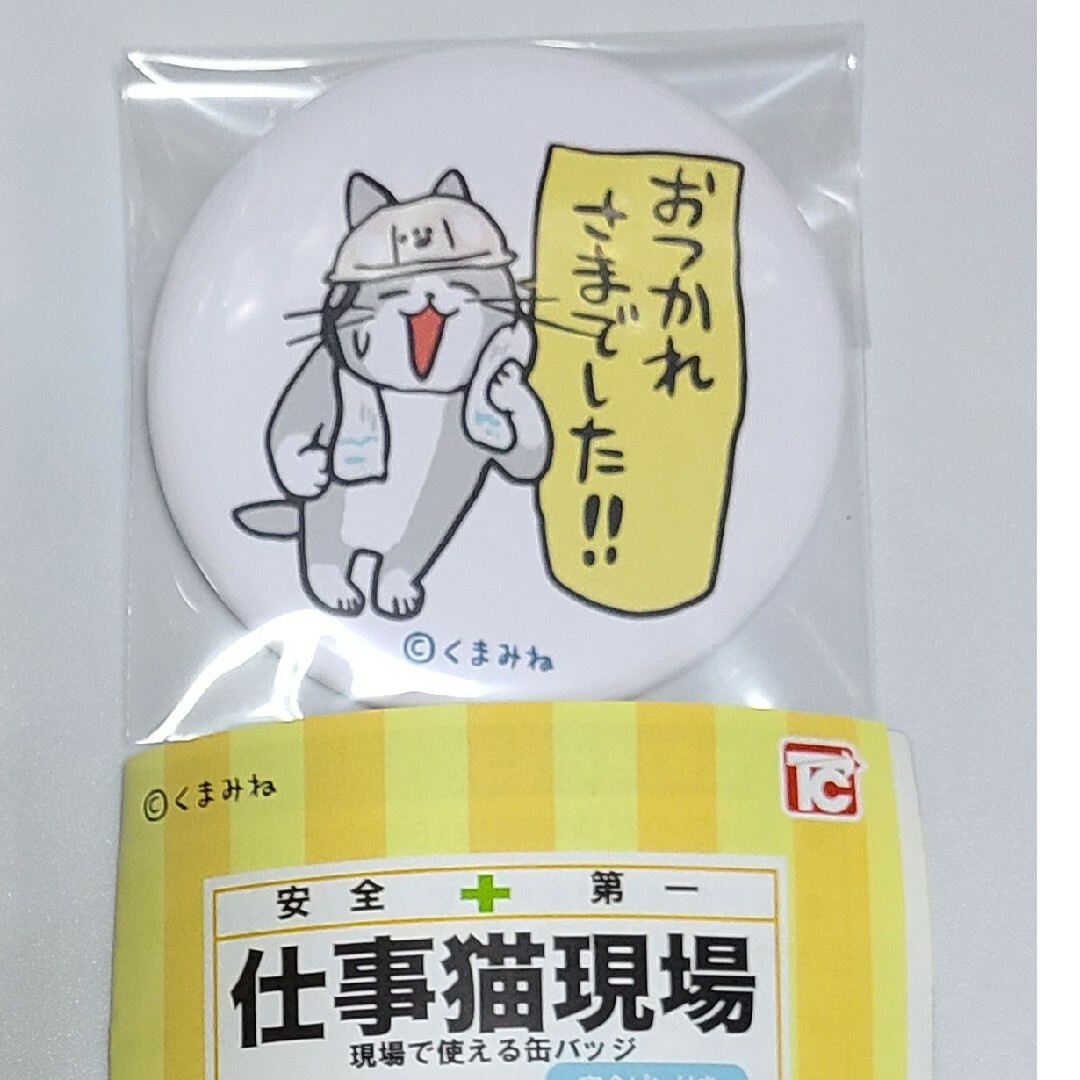 おつかれ
さまでした!!
©くまみね
©くまみね
TC
安全+第一
仕事猫現場
現場で使える缶バッジ